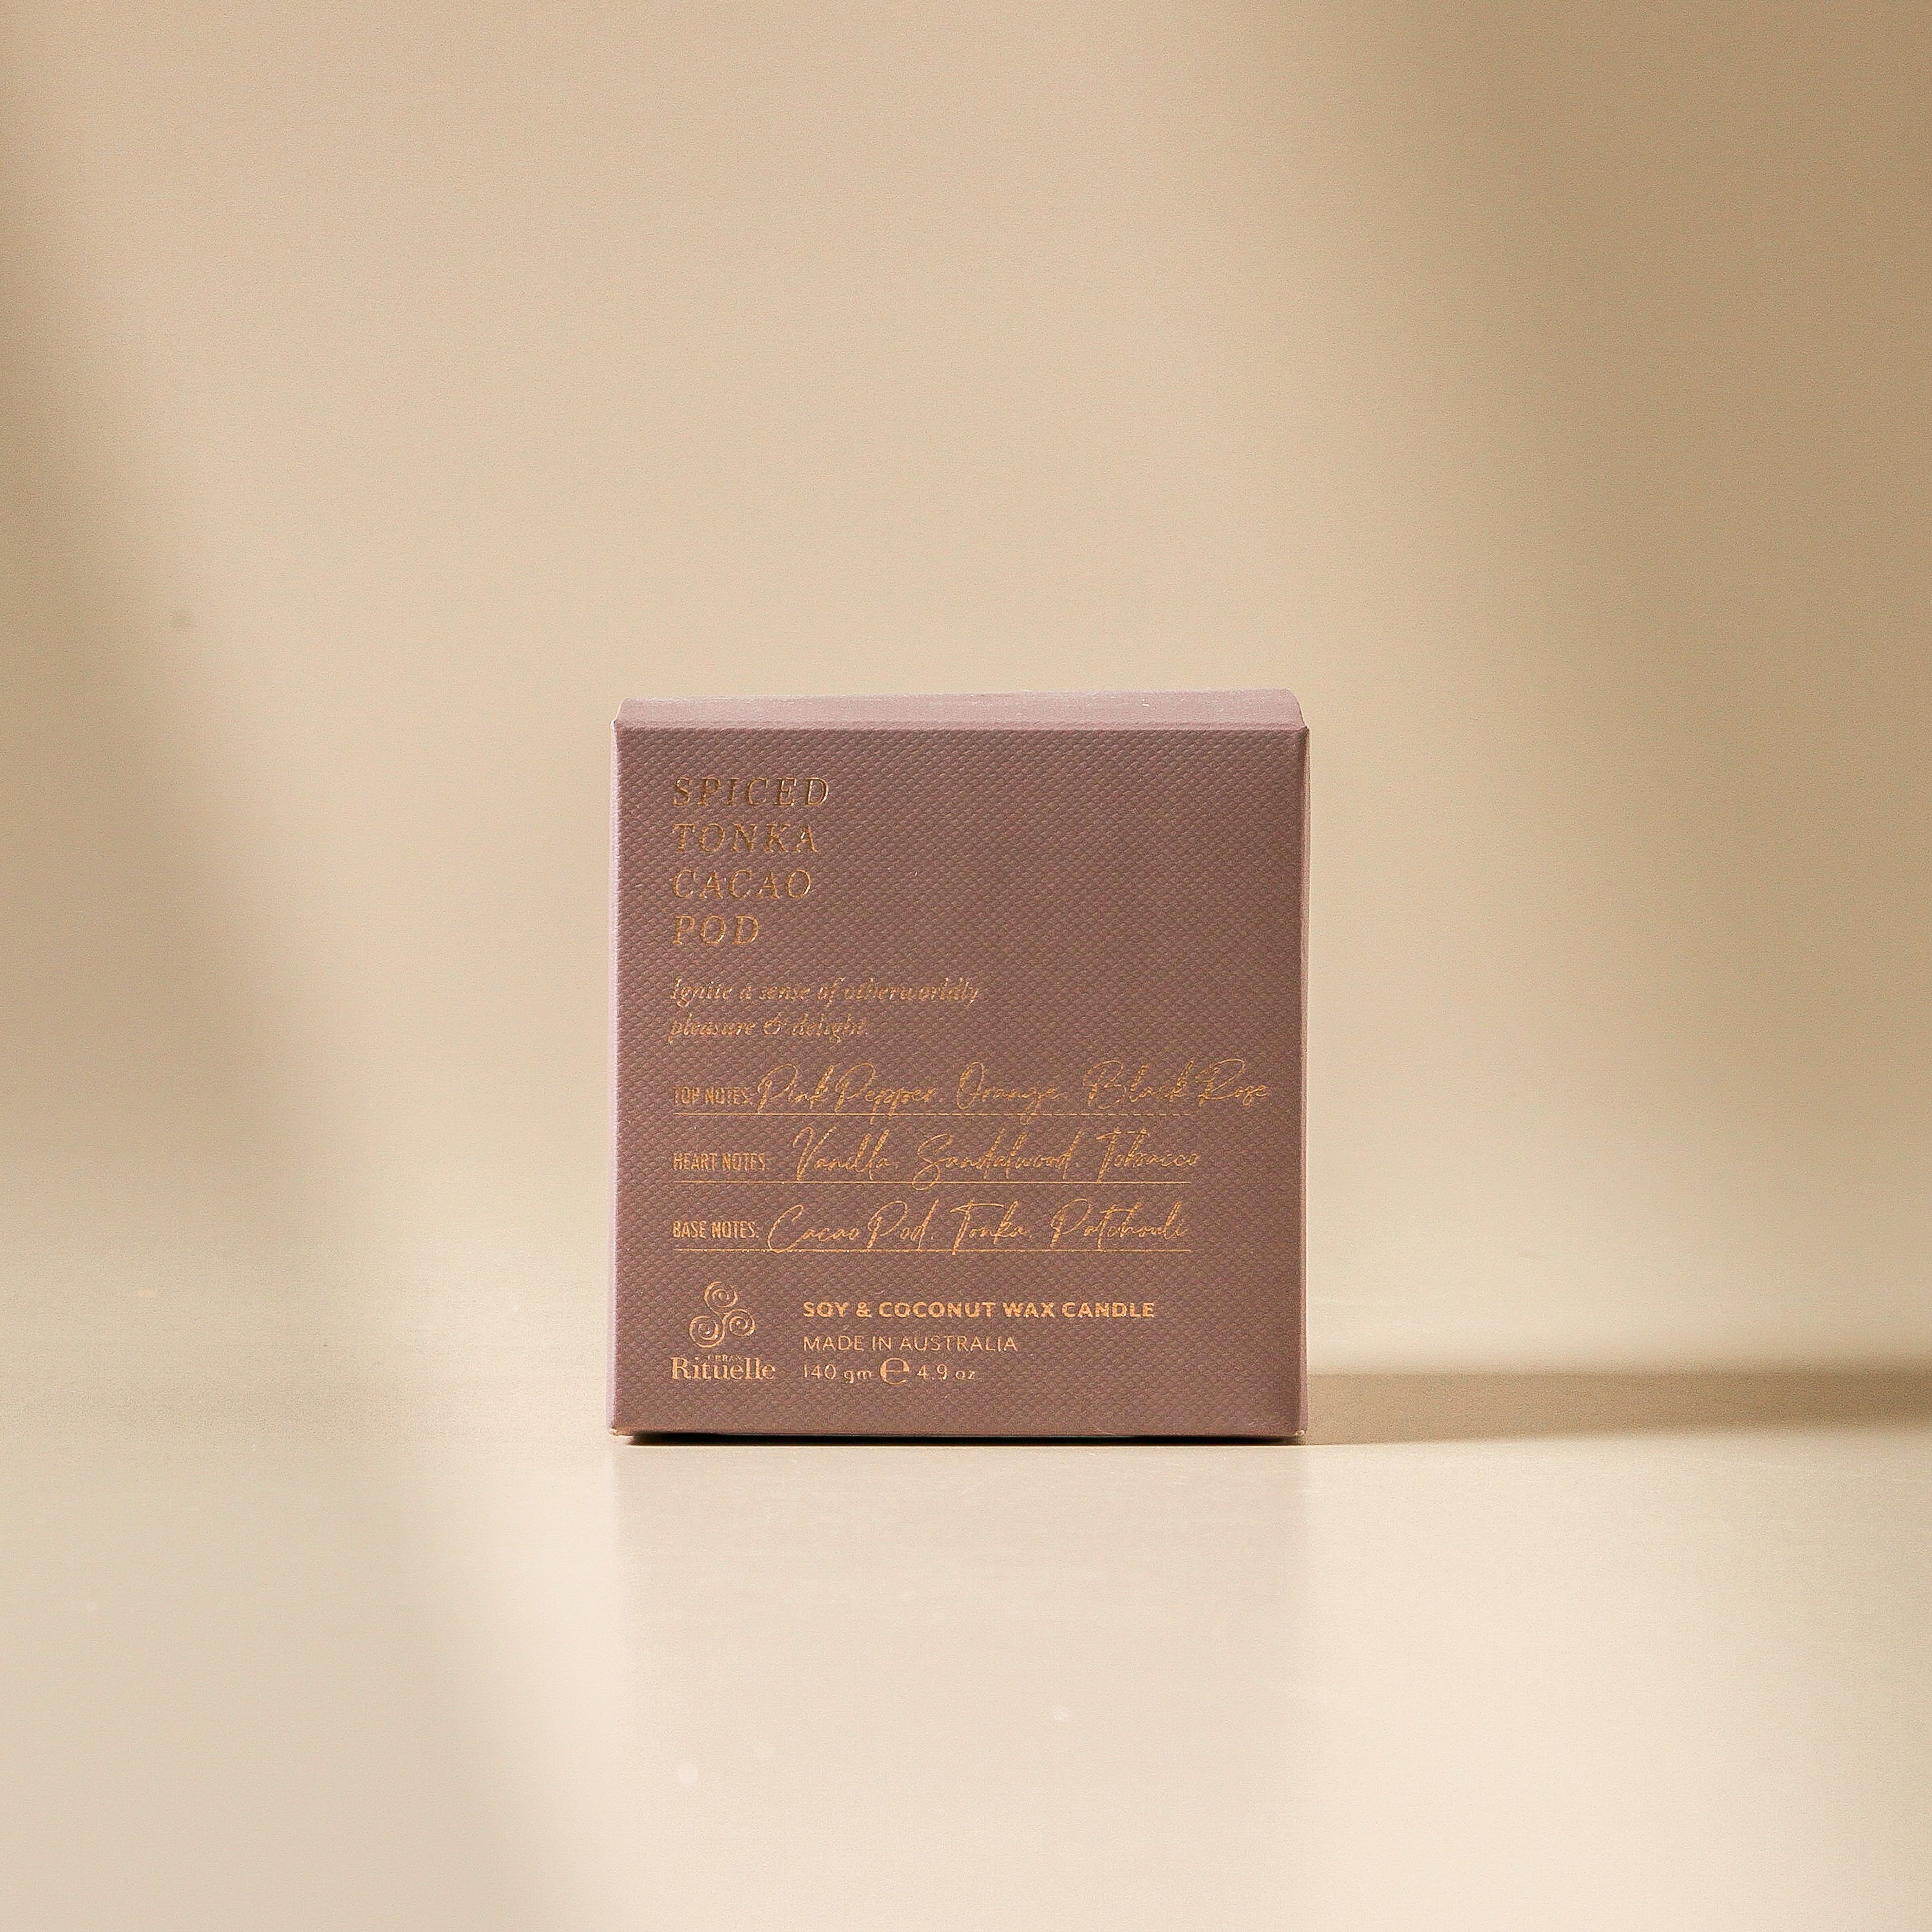 SPICED
TONKA
CACAO
POD
Ignite a sense of otherworldly
pleasure & delight.
TOP NOTES: Pink Pepper. Orange. Black Rose
HEART NOTES: Vanilla. Sandalwood. Tobacco
BASE NOTES: Cacao Pod. Tonka. Patchouli
URBAN
Rituelle
SOY & COCONUT WAX CANDLE
MADE IN AUSTRALIA
140 gm ℮ 4.9 oz